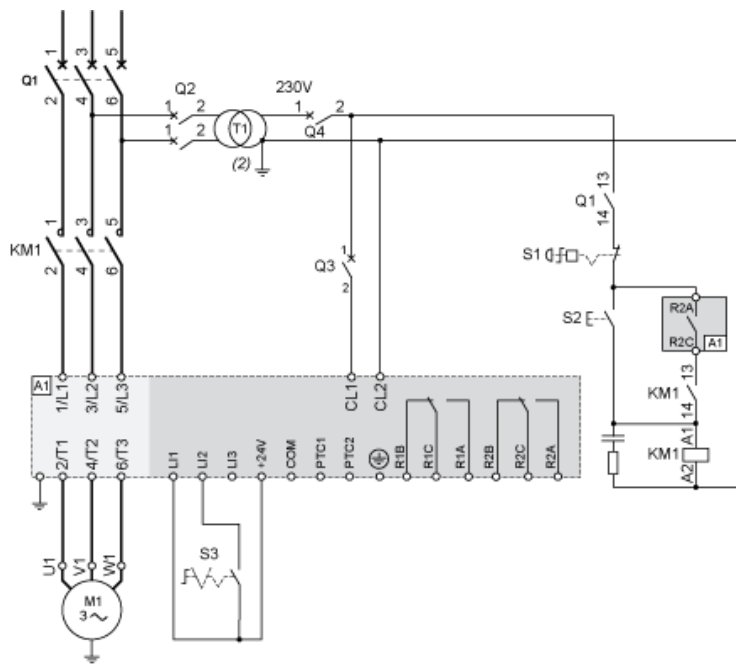 1 3 5
Q1
2 4 6
Q2
1 2
1 2
T1
(2)
230V
1 2
Q4
13
Q1
14
S1
S2
R2A
R2C
A1
13
KM1
14
A1
KM1
A2
1 3 5
KM1
2 4 6
1
Q3
2
A1
1/L1 3/L2 5/L3
CL1 CL2
2/T1 4/T2 6/T3
LI1 LI2 LI3 +24V COM PTC1 PTC2 R1B R1C R1A R2B R2C R2A
S3
U1 V1 W1
M1
3